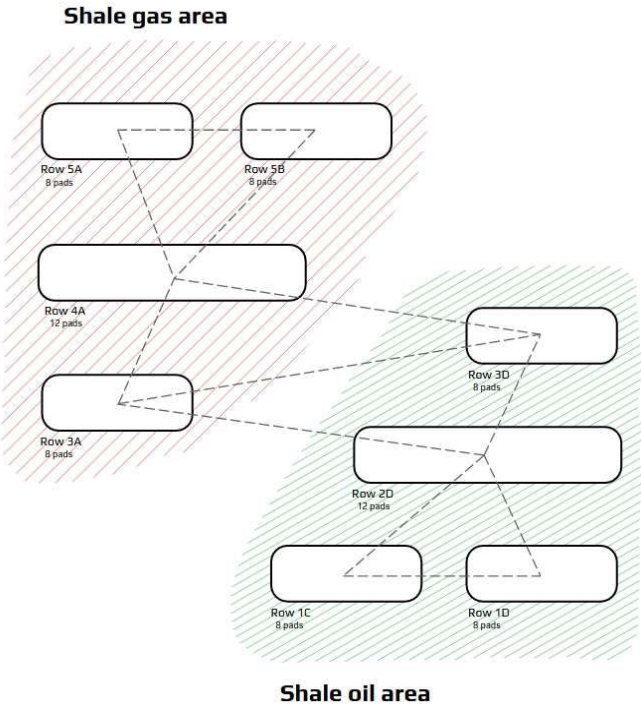 Shale gas area
Row 5A
8 pads
Row 5B
8 pads
Row 4A
12 pads
Row 3D
8 pads
Row 3A
8 pads
Row 2D
12 pads
Row 1C
8 pads
Row 1D
8 pads
Shale oil area